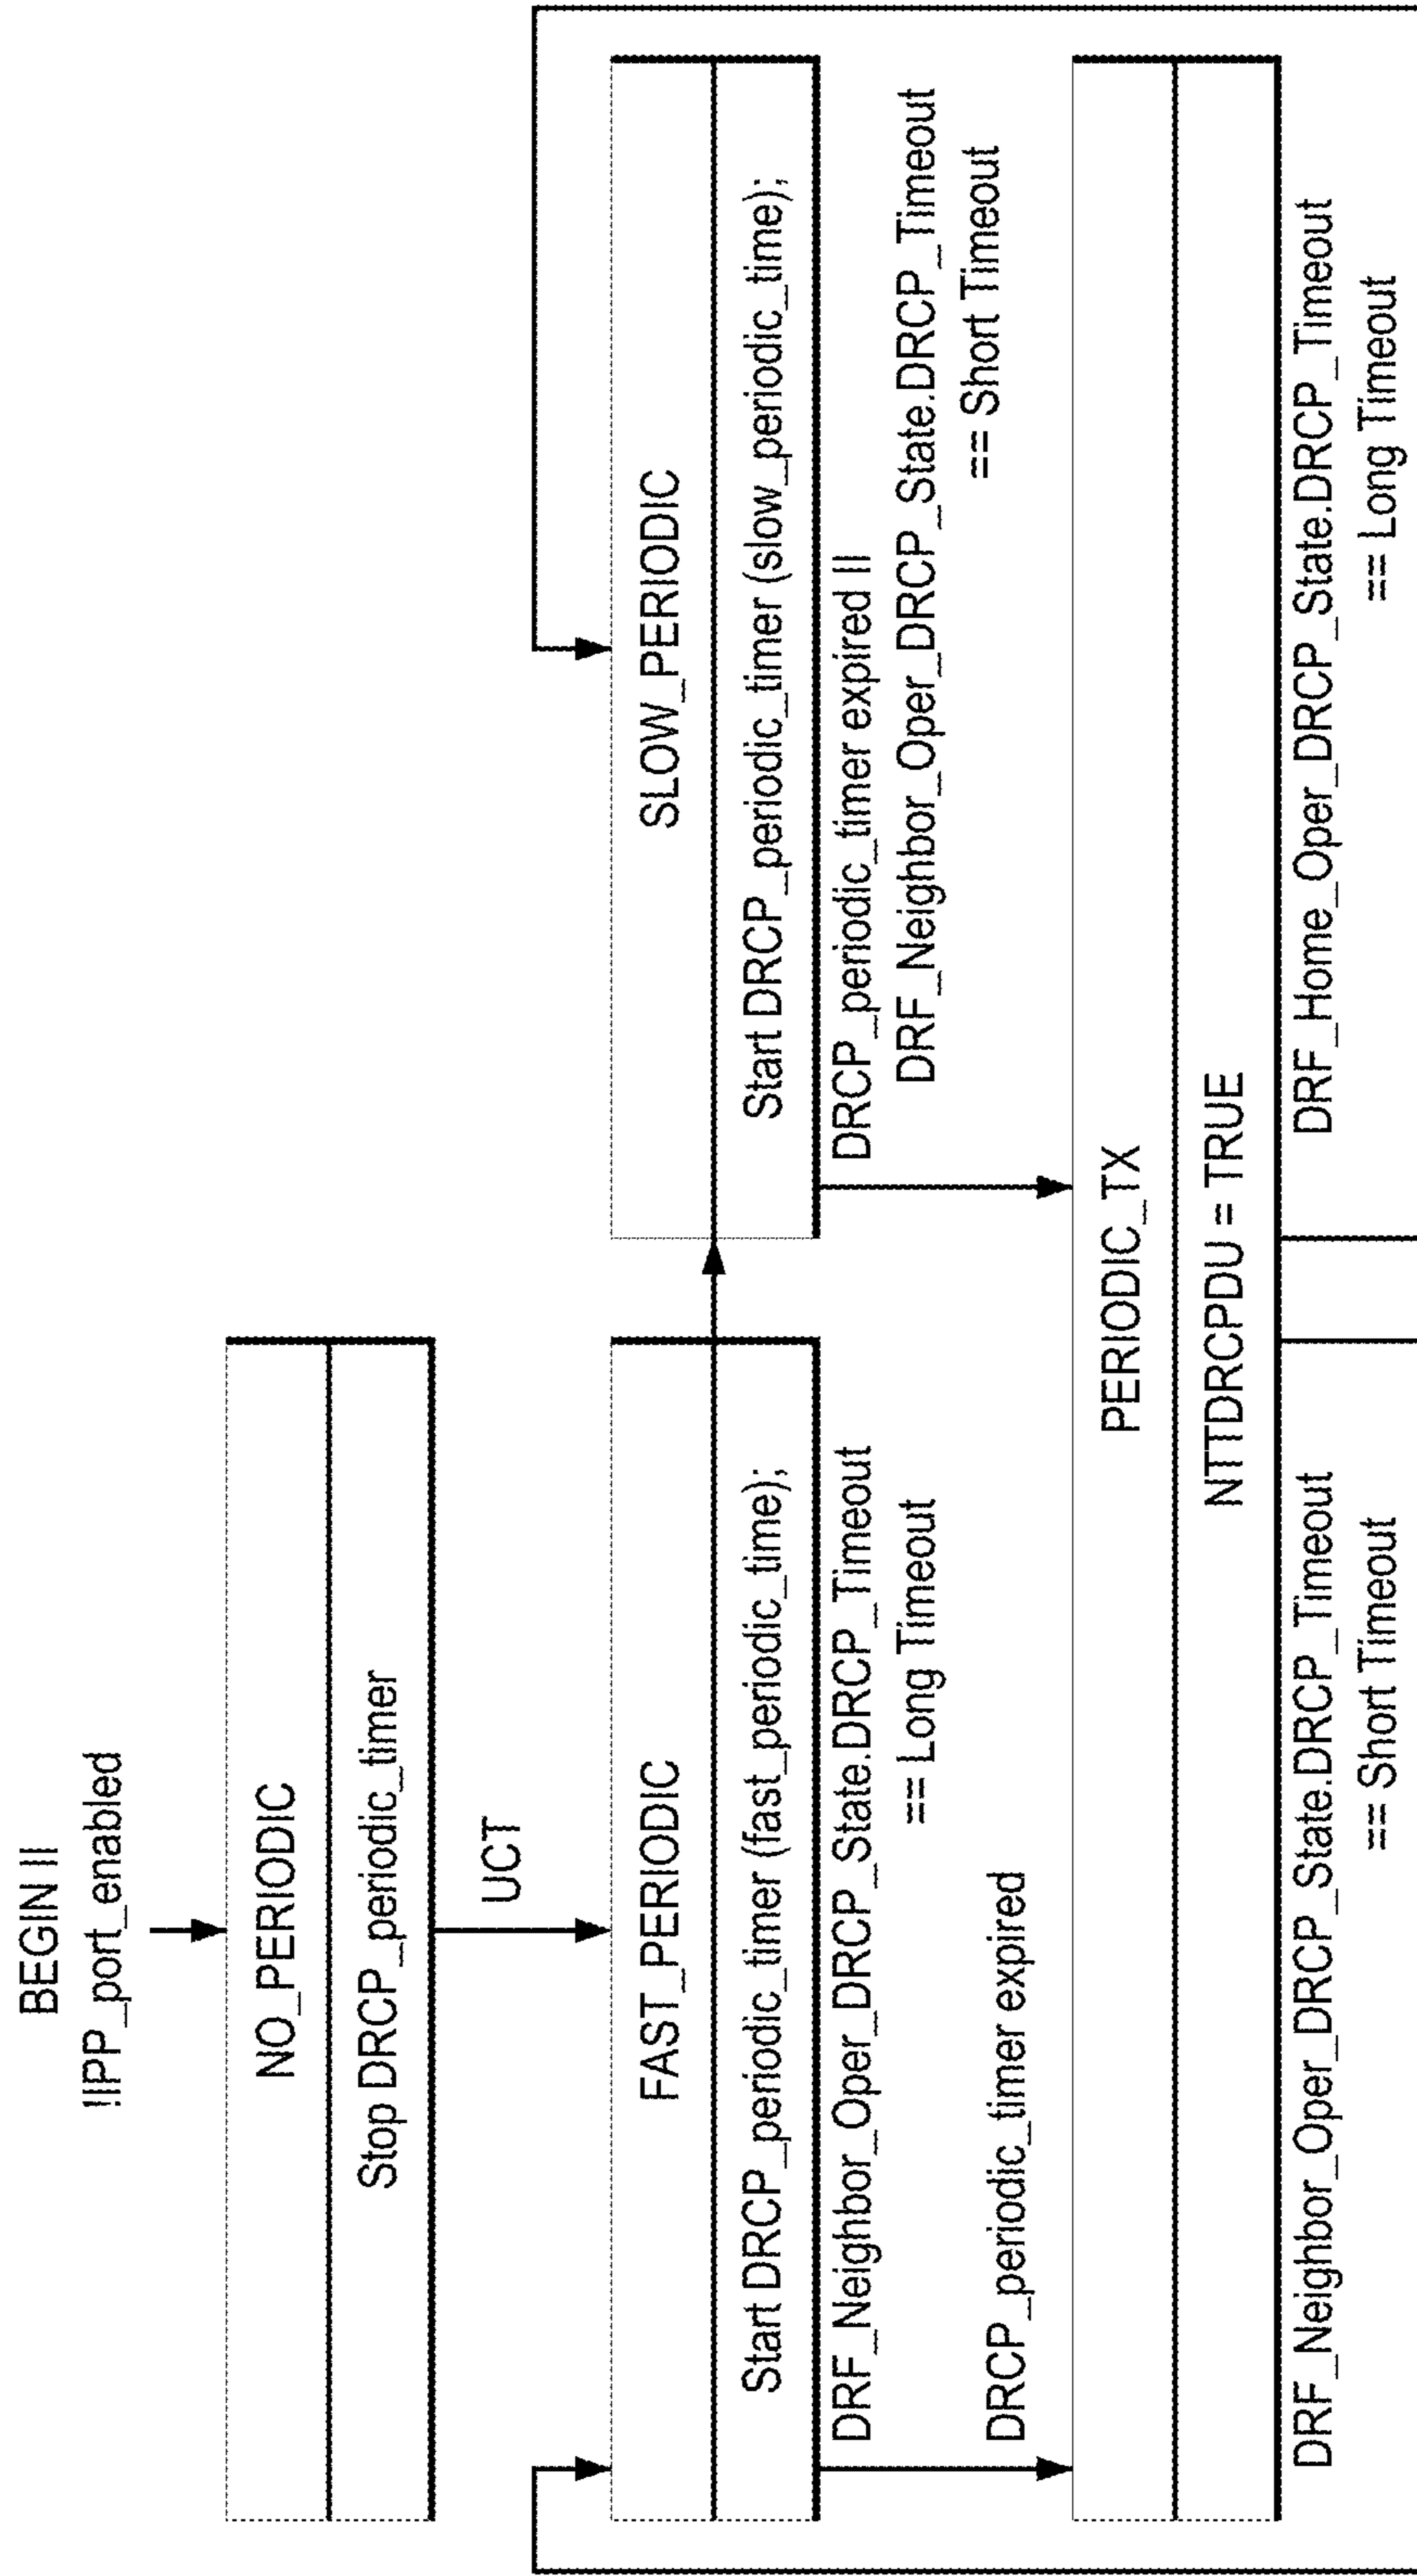 BEGIN ||
!IPP_port_enabled
NO_PERIODIC
Stop DRCP_periodic_timer
UCT
FAST_PERIODIC
Start DRCP_periodic_timer (fast_periodic_time);
DRF_Neighbor_Oper_DRCP_State.DRCP_Timeout
== Long Timeout
DRCP_periodic_timer expired
SLOW_PERIODIC
Start DRCP_periodic_timer (slow_periodic_time);
DRCP_periodic_timer expired ||
DRF_Neighbor_Oper_DRCP_State.DRCP_Timeout
== Short Timeout
PERIODIC_TX
NTTDRCPDU = TRUE
DRF_Neighbor_Oper_DRCP_State.DRCP_Timeout
== Short Timeout
DRF_Home_Oper_DRCP_State.DRCP_Timeout
== Long Timeout